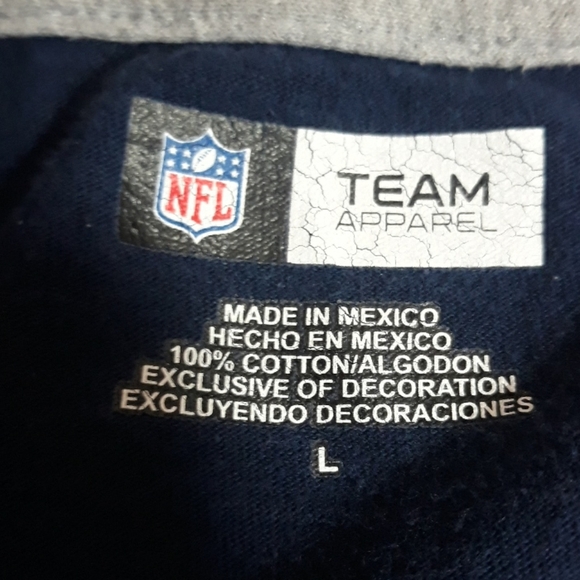 NFL
TEAM
APPAREL
MADE IN MEXICO
HECHO EN MEXICO
100% COTTON/ALGODON
EXCLUSIVE OF DECORATION
EXCLUYENDO DECORACIONES
L